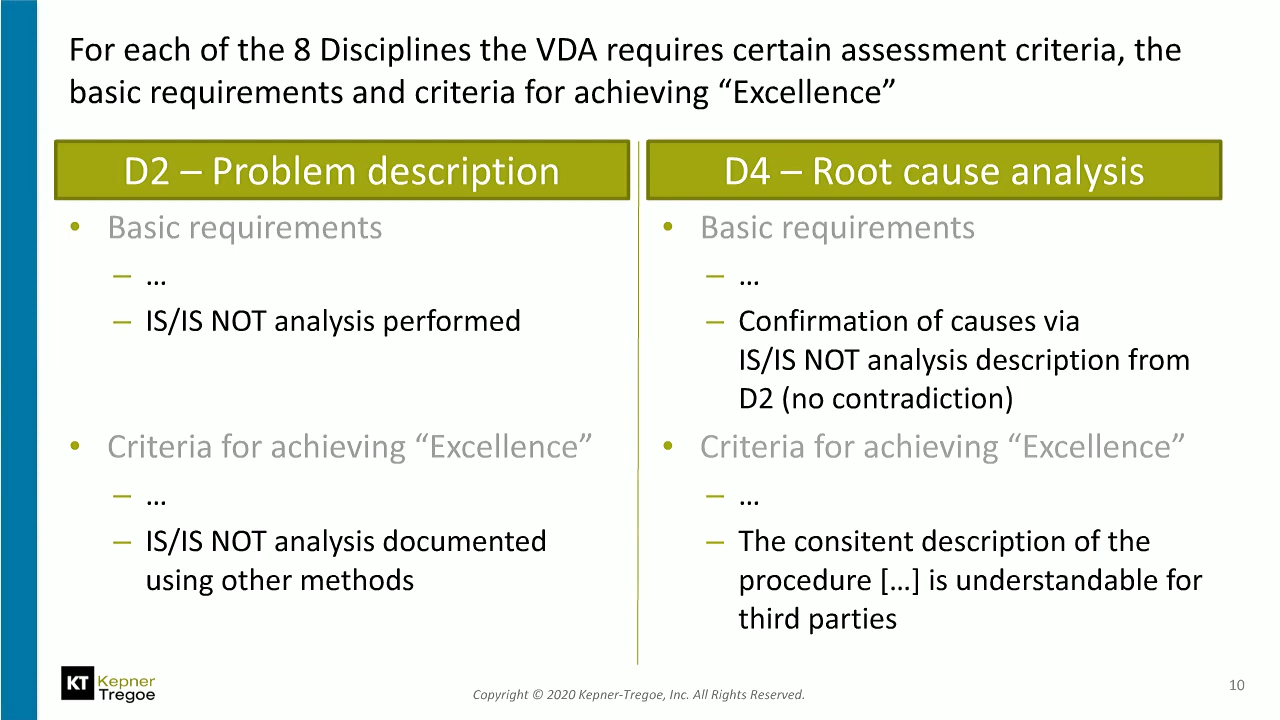 For each of the 8 Disciplines the VDA requires certain assessment criteria, the
basic requirements and criteria for achieving “Excellence”
D2 – Problem description
• Basic requirements
– …
– IS/IS NOT analysis performed
• Criteria for achieving “Excellence”
– …
– IS/IS NOT analysis documented
using other methods
D4 – Root cause analysis
• Basic requirements
– …
– Confirmation of causes via
IS/IS NOT analysis description from
D2 (no contradiction)
• Criteria for achieving “Excellence”
– …
– The consitent description of the
procedure […] is understandable for
third parties
KT Kepner
Tregoe
Copyright © 2020 Kepner-Tregoe, Inc. All Rights Reserved.
10